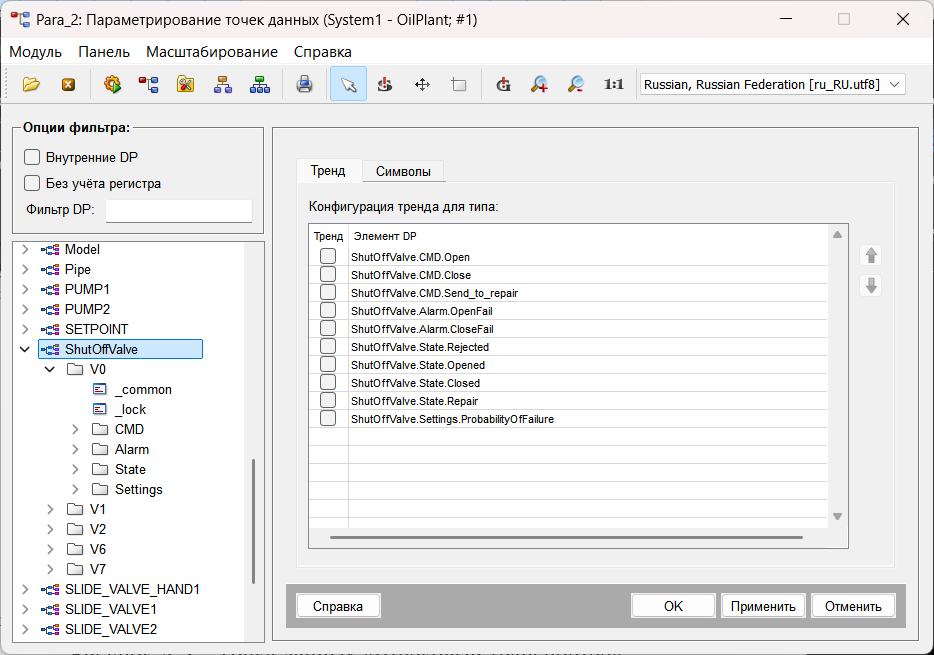 Para_2: Параметрирование точек данных (System1 - OilPlant; #1)
Модуль Панель Масштабирование Справка
1:1 Russian, Russian Federation [ru_RU.utf8]
Опции фильтра:
Внутренние DP
Без учёта регистра
Фильтр DP:
Model
Pipe
PUMP1
PUMP2
SETPOINT
ShutOffValve
V0
_common
_lock
CMD
Alarm
State
Settings
V1
V2
V6
V7
SLIDE_VALVE_HAND1
SLIDE_VALVE1
SLIDE_VALVE2
Тренд Символы
Конфигурация тренда для типа:
Тренд Элемент DP
ShutOffValve.CMD.Open
ShutOffValve.CMD.Close
ShutOffValve.CMD.Send_to_repair
ShutOffValve.Alarm.OpenFail
ShutOffValve.Alarm.CloseFail
ShutOffValve.State.Rejected
ShutOffValve.State.Opened
ShutOffValve.State.Closed
ShutOffValve.State.Repair
ShutOffValve.Settings.ProbabilityOfFailure
Справка OK Применить Отменить